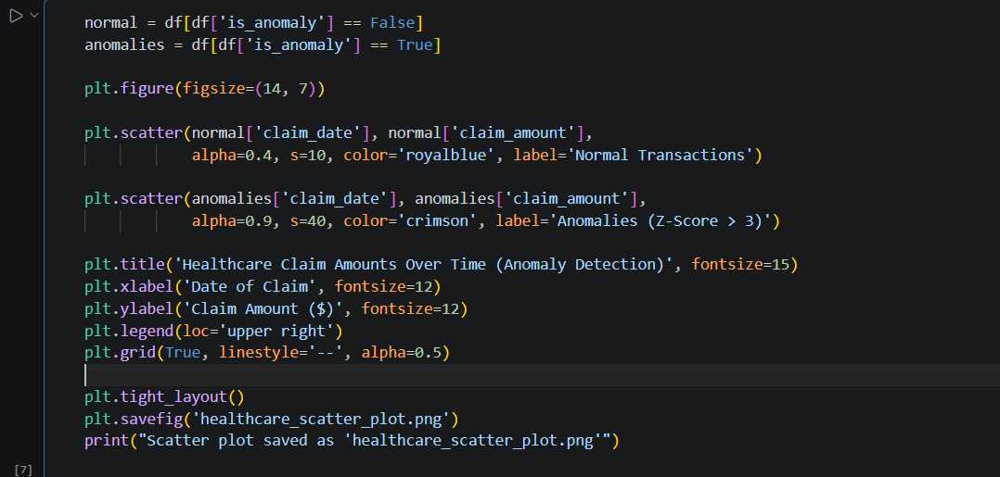 normal = df[df['is_anomaly'] == False]
anomalies = df[df['is_anomaly'] == True]
plt.figure(figsize=(14, 7))
plt.scatter(normal['claim_date'], normal['claim_amount'],
alpha=0.4, s=10, color='royalblue', label='Normal Transactions')
plt.scatter(anomalies['claim_date'], anomalies['claim_amount'],
alpha=0.9, s=40, color='crimson', label='Anomalies (Z-Score > 3)')
plt.title('Healthcare Claim Amounts Over Time (Anomaly Detection)', fontsize=15)
plt.xlabel('Date of Claim', fontsize=12)
plt.ylabel('Claim Amount ($)', fontsize=12)
plt.legend(loc='upper right')
plt.grid(True, linestyle='--', alpha=0.5)
plt.tight_layout()
plt.savefig('healthcare_scatter_plot.png')
print("Scatter plot saved as 'healthcare_scatter_plot.png'")
[7]